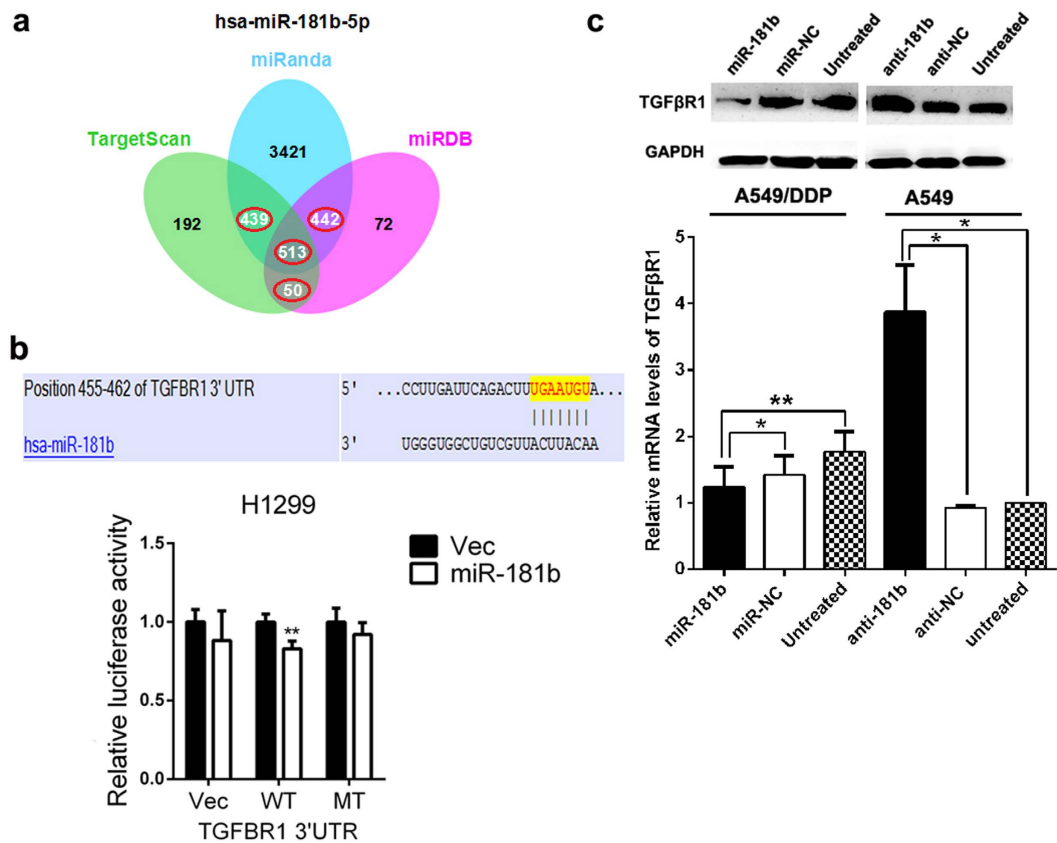 a
hsa-miR-181b-5p
miRanda
TargetScan
miRDB
3421
192
439
442
72
513
50
b
Position 455-462 of TGFBR1 3' UTR 5' ...CCUUGAUUCAGACUUUGAAUGUA...
hsa-miR-181b 3' UGGGUGGCUGUCGUUACUUACAA
H1299
Vec
miR-181b
Relative luciferase activity
1.5
1.0
0.5
0.0
**
Vec WT MT
TGFBR1 3'UTR
c
miR-181b miR-NC Untreated anti-181b anti-NC Untreated
TGFβR1
GAPDH
A549/DDP A549
Relative mRNA levels of TGFβR1
5
4
3
2
1
0
*
*
**
*
miR-181b miR-NC Untreated anti-181b anti-NC untreated